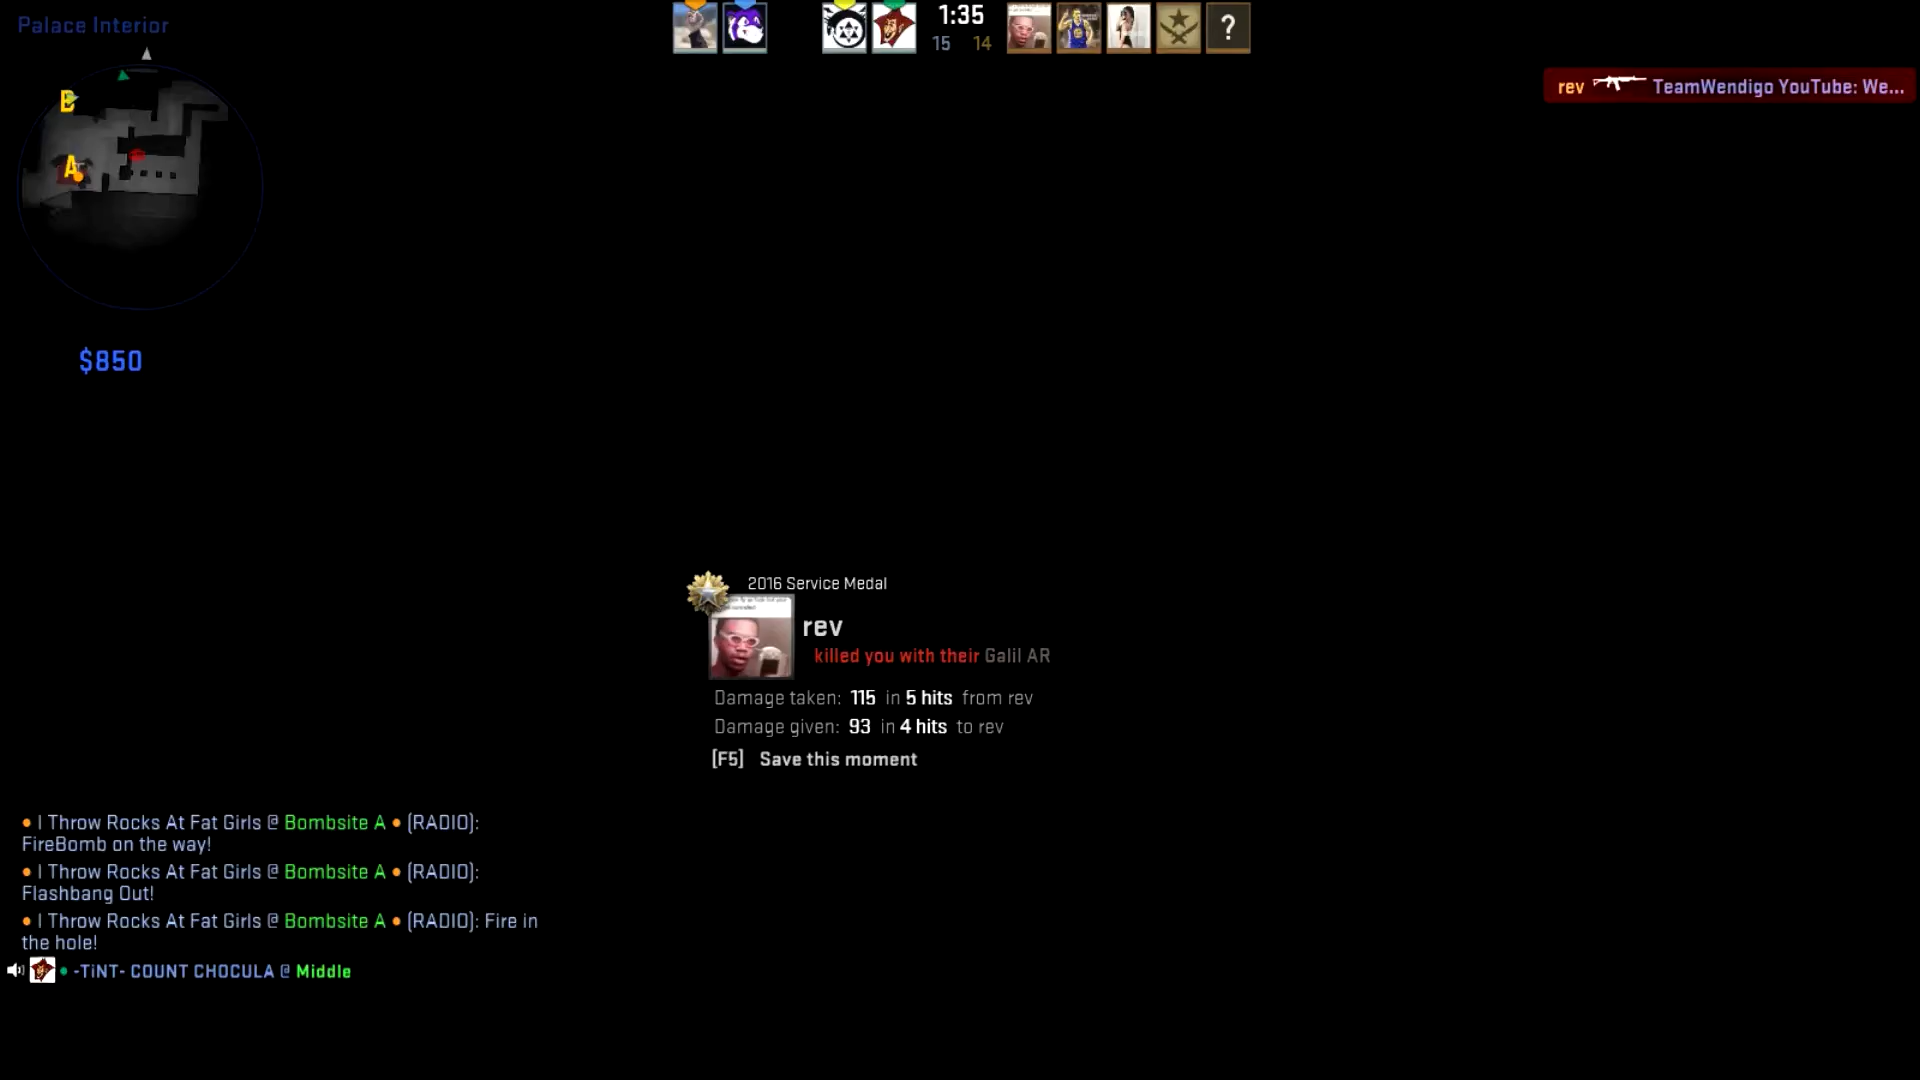 Palace Interior
1:35
15 14
?
rev TeamWendigo YouTube: We...
B
A
$850
2016 Service Medal
rev
killed you with their Galil AR
Damage taken: 115 in 5 hits from rev
Damage given: 93 in 4 hits to rev
[F5] Save this moment
• I Throw Rocks At Fat Girls @ Bombsite A • (RADIO):
FireBomb on the way!
• I Throw Rocks At Fat Girls @ Bombsite A • (RADIO):
Flashbang Out!
• I Throw Rocks At Fat Girls @ Bombsite A • (RADIO): Fire in
the hole!
• -TiNT- COUNT CHOCULA @ Middle